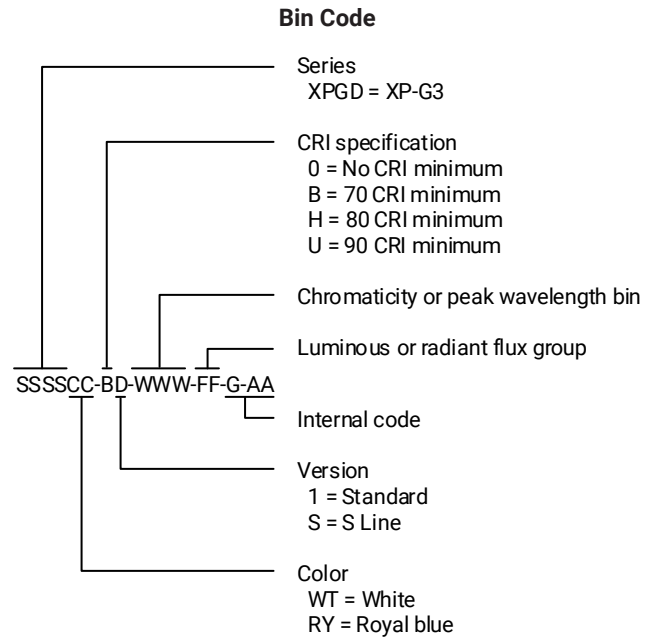 Bin Code
Series
XPGD = XP-G3
CRI specification
0 = No CRI minimum
B = 70 CRI minimum
H = 80 CRI minimum
U = 90 CRI minimum
Chromaticity or peak wavelength bin
Luminous or radiant flux group
SSSSCC-BD-WWW-FF-G-AA
Internal code
Version
1 = Standard
S = S Line
Color
WT = White
RY = Royal blue